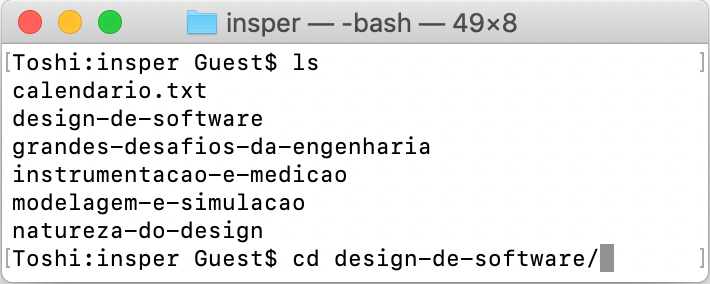 insper — -bash — 49×8
[Toshi:insper Guest$ ls ]
calendario.txt
design-de-software
grandes-desafios-da-engenharia
instrumentacao-e-medicao
modelagem-e-simulacao
natureza-do-design
[Toshi:insper Guest$ cd design-de-software/ ]